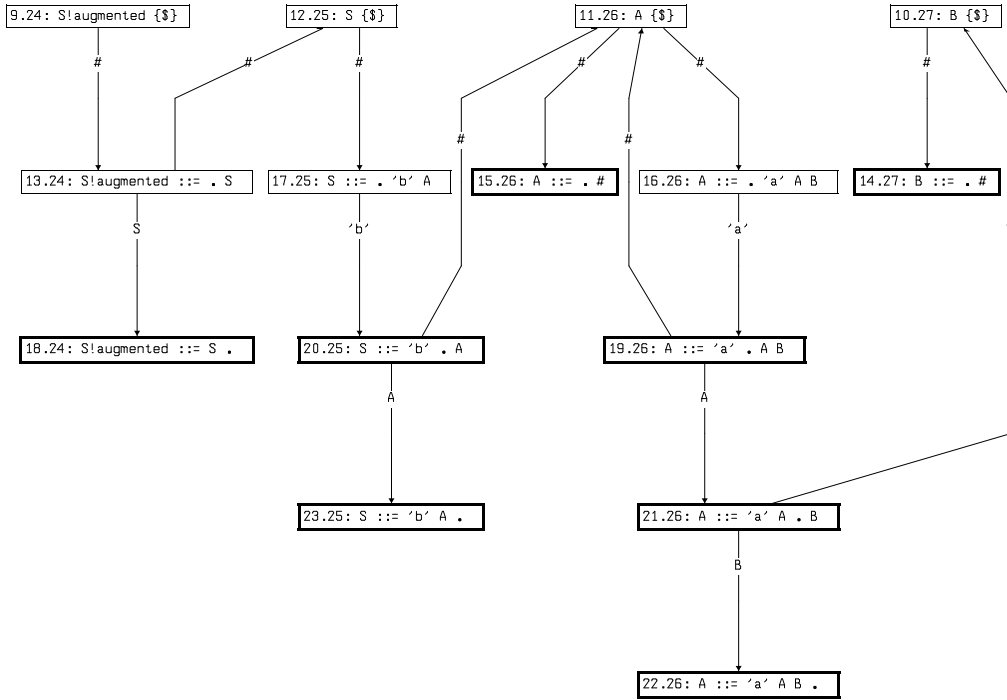 9.24: S!augmented {$}
12.25: S {$}
11.26: A {$}
10.27: B {$}
#
#
#
#
#
#
#
#
13.24: S!augmented ::= . S
17.25: S ::= . 'b' A
15.26: A ::= . #
16.26: A ::= . 'a' A B
14.27: B ::= . #
S
'b'
'a'
18.24: S!augmented ::= S .
20.25: S ::= 'b' . A
19.26: A ::= 'a' . A B
A
A
23.25: S ::= 'b' A .
21.26: A ::= 'a' A . B
B
22.26: A ::= 'a' A B .